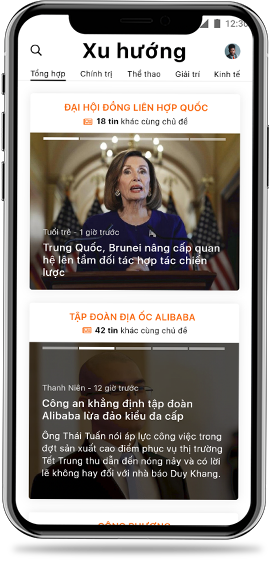 12:30
Xu hướng
Tổng hợp Chính trị Thể thao Giải trí Kinh tế
ĐẠI HỘI ĐỒNG LIÊN HỢP QUỐC
18 tin khác cùng chủ đề
Tuổi trẻ - 1 giờ trước
Trung Quốc, Brunei nâng cấp quan
hệ lên tầm đối tác hợp tác chiến
lược
TẬP ĐOÀN ĐỊA ỐC ALIBABA
42 tin khác cùng chủ đề
Thanh Niên - 12 giờ trước
Công an khẳng định tập đoàn
Alibaba lừa đảo kiểu đa cấp
Ông Thái Tuấn nói áp lực công việc trong
đợt sản xuất cao điểm phục vụ thị trường
Tết Trung thu dẫn đến nóng nảy và có lời
lẽ không hay đối với nhà báo Duy Khang.